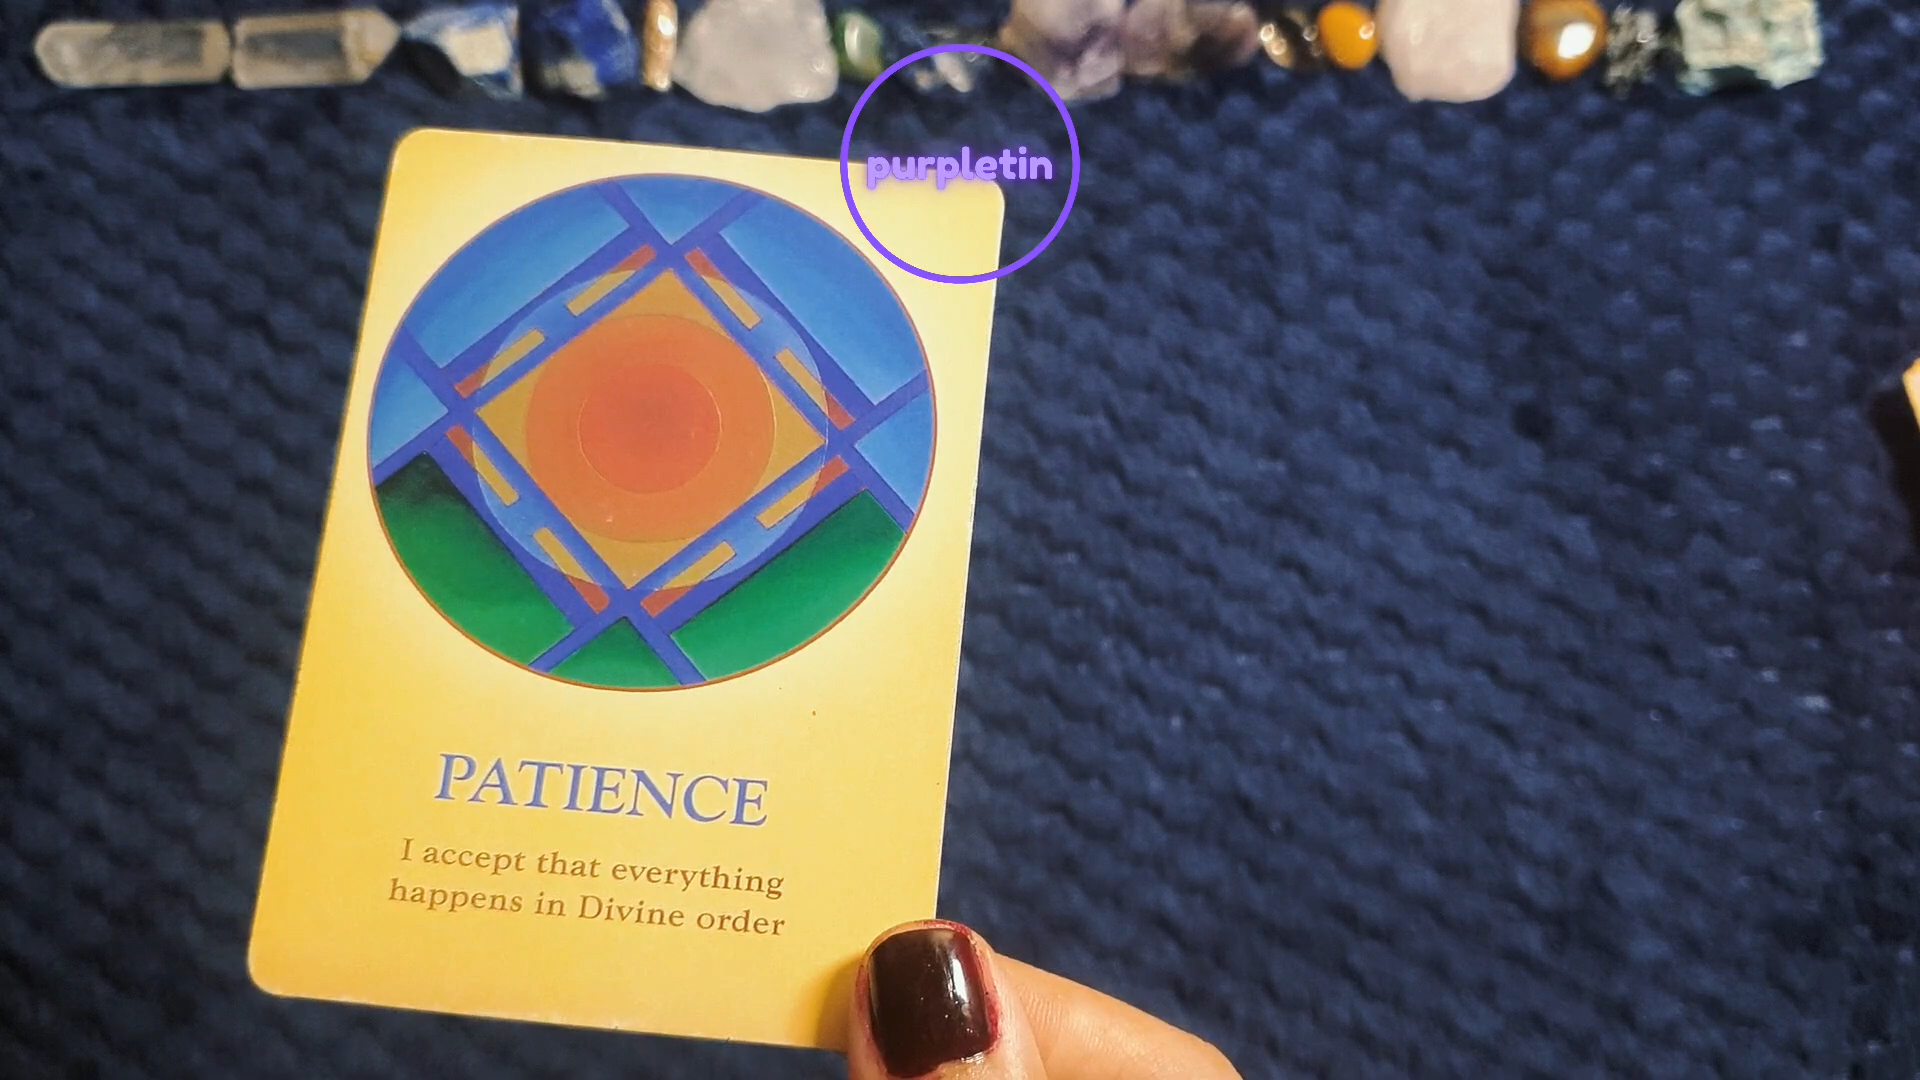 purpletin
PATIENCE
I accept that everything
happens in Divine order